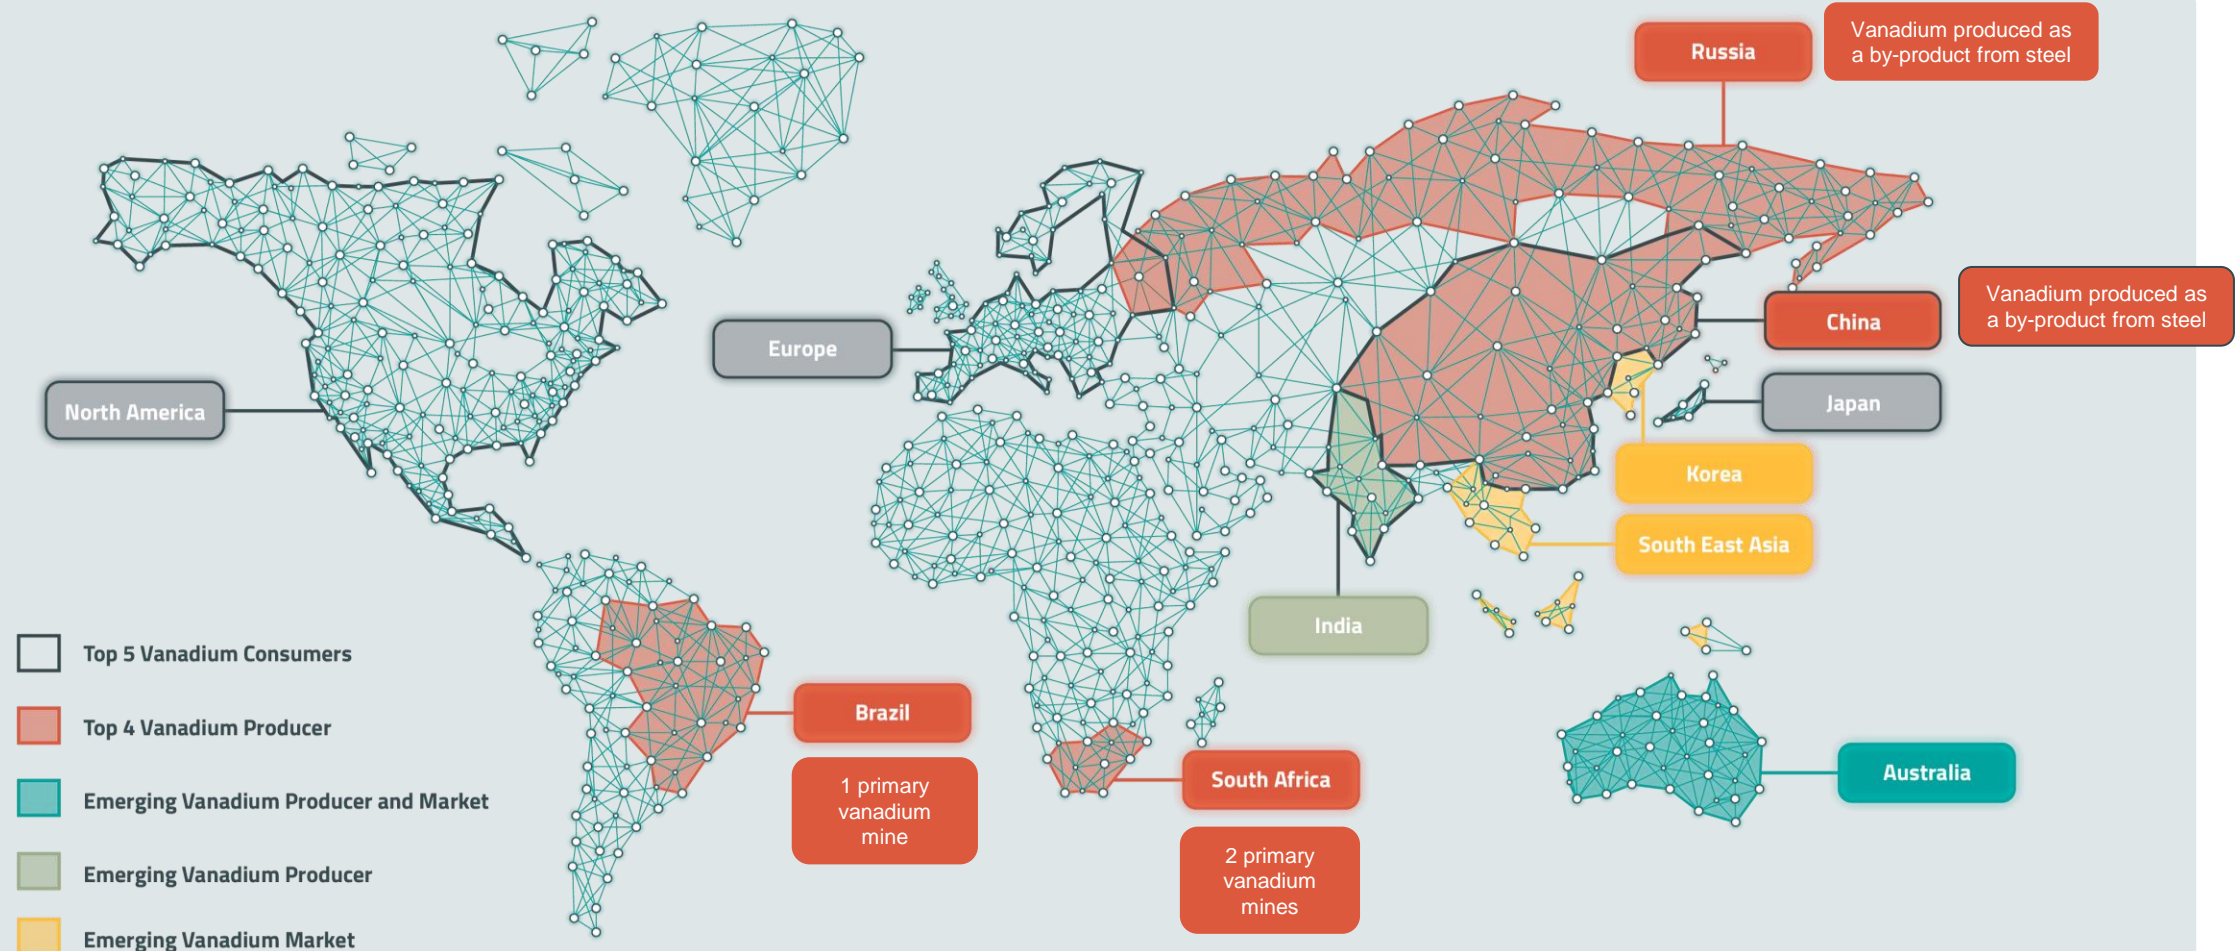 Russia
Vanadium produced as
a by-product from steel
Vanadium produced as
a by-product from steel
China
Europe
Japan
North America
Korea
South East Asia
India
Top 5 Vanadium Consumers
Brazil
Top 4 Vanadium Producer
1 primary
vanadium
mine
South Africa
Australia
Emerging Vanadium Producer and Market
2 primary
vanadium
mines
Emerging Vanadium Producer
Emerging Vanadium Market